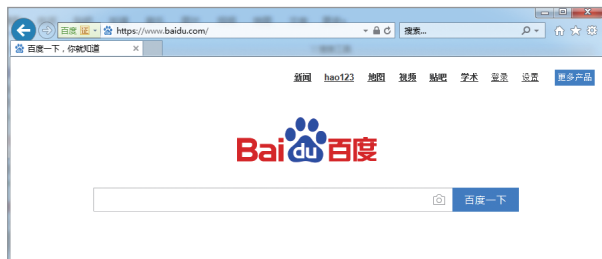 百度 证 https://www.baidu.com/ 搜索...
百度一下，你就知道 ×
新闻 hao123 地图 视频 贴吧 学术 登录 设置 更多产品
Bai du 百度
百度一下